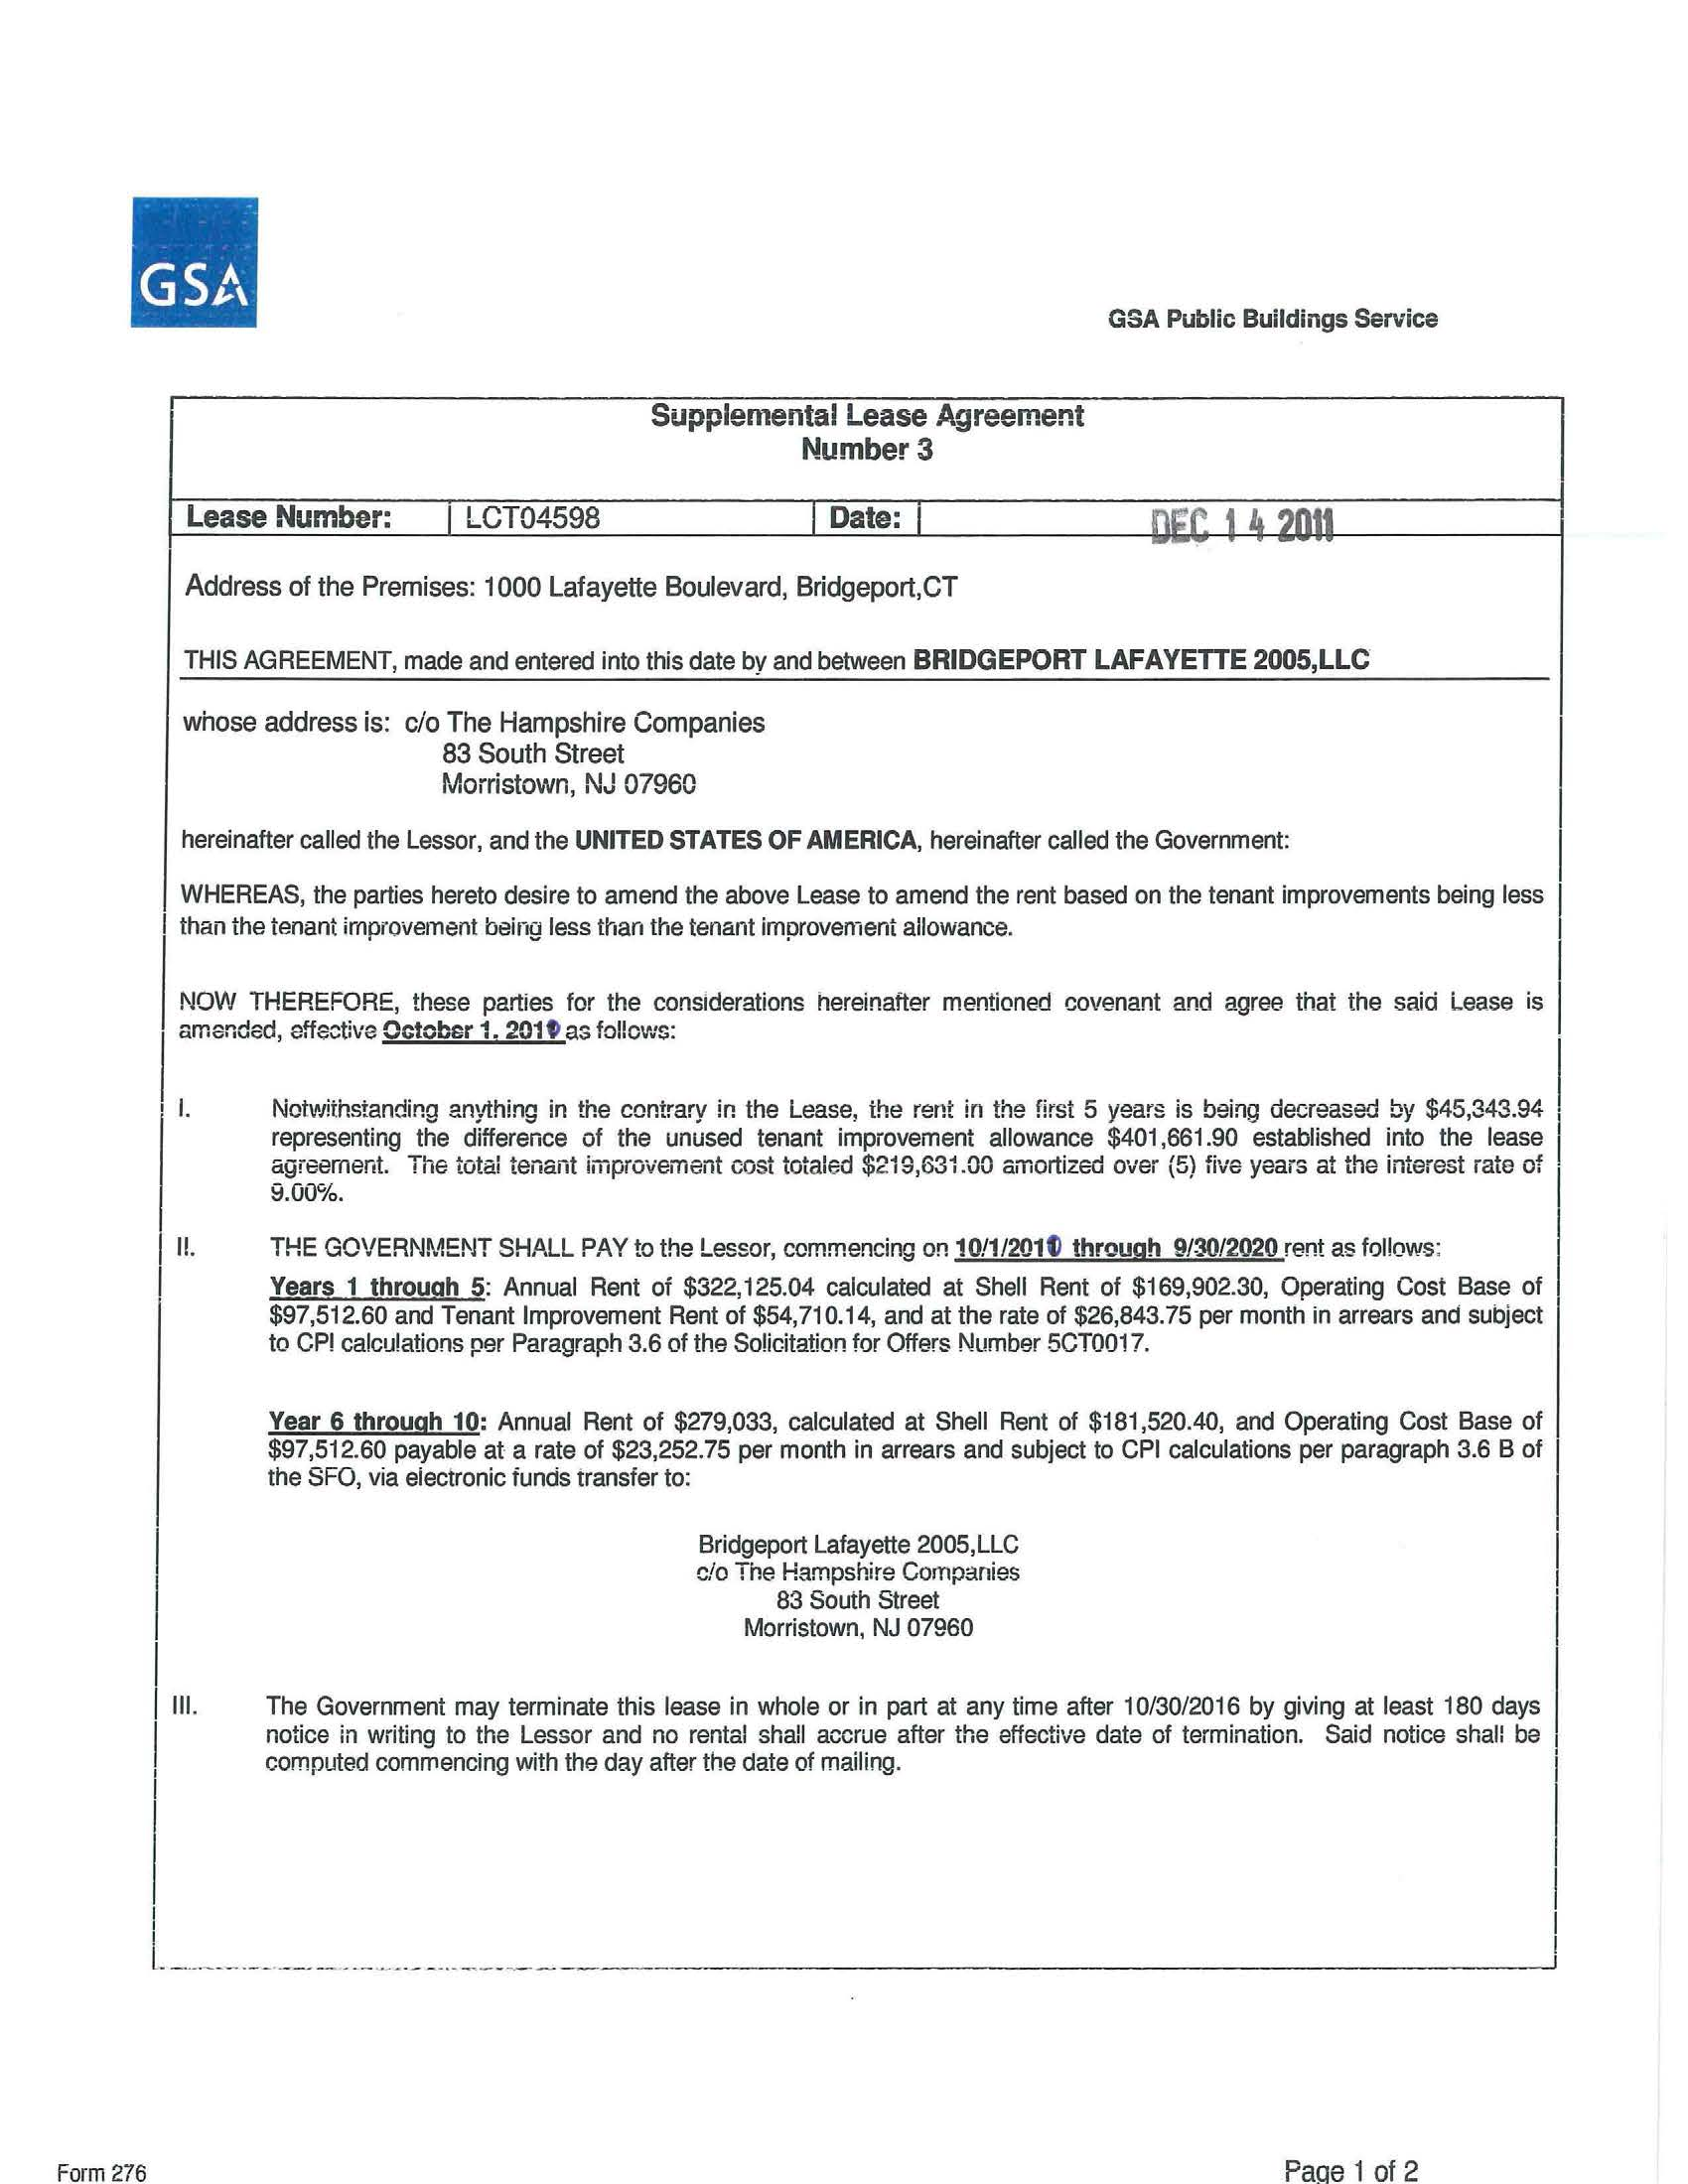 GSA
GSA Public Buildings Service
Supplemental Lease Agreement
Number 3
Lease Number: LCT04598 Date: DEC 14 2011
Address of the Premises: 1000 Lafayette Boulevard, Bridgeport,CT
THIS AGREEMENT, made and entered into this date by and between BRIDGEPORT LAFAYETTE 2005,LLC
whose address is: c/o The Hampshire Companies
83 South Street
Morristown, NJ 07960
hereinafter called the Lessor, and the UNITED STATES OF AMERICA, hereinafter called the Government:
WHEREAS, the parties hereto desire to amend the above Lease to amend the rent based on the tenant improvements being less
than the tenant improvement being less than the tenant improvement allowance.
NOW THEREFORE, these parties for the considerations hereinafter mentioned covenant and agree that the said Lease is
amended, effective October 1, 2010 as follows:
I. Notwithstanding anything in the contrary in the Lease, the rent in the first 5 years is being decreased by $45,343.94
representing the difference of the unused tenant improvement allowance $401,661.90 established into the lease
agreement. The total tenant improvement cost totaled $219,631.00 amortized over (5) five years at the interest rate of
9.00%.
II. THE GOVERNMENT SHALL PAY to the Lessor, commencing on 10/1/2010 through 9/30/2020 rent as follows:
Years 1 through 5: Annual Rent of $322,125.04 calculated at Shell Rent of $169,902.30, Operating Cost Base of
$97,512.60 and Tenant Improvement Rent of $54,710.14, and at the rate of $26,843.75 per month in arrears and subject
to CPI calculations per Paragraph 3.6 of the Solicitation for Offers Number 5CT0017.
Year 6 through 10: Annual Rent of $279,033, calculated at Shell Rent of $181,520.40, and Operating Cost Base of
$97,512.60 payable at a rate of $23,252.75 per month in arrears and subject to CPI calculations per paragraph 3.6 B of
the SFO, via electronic funds transfer to:
Bridgeport Lafayette 2005,LLC
c/o The Hampshire Companies
83 South Street
Morristown, NJ 07960
III. The Government may terminate this lease in whole or in part at any time after 10/30/2016 by giving at least 180 days
notice in writing to the Lessor and no rental shall accrue after the effective date of termination. Said notice shall be
computed commencing with the day after the date of mailing.
Form 276
Page 1 of 2